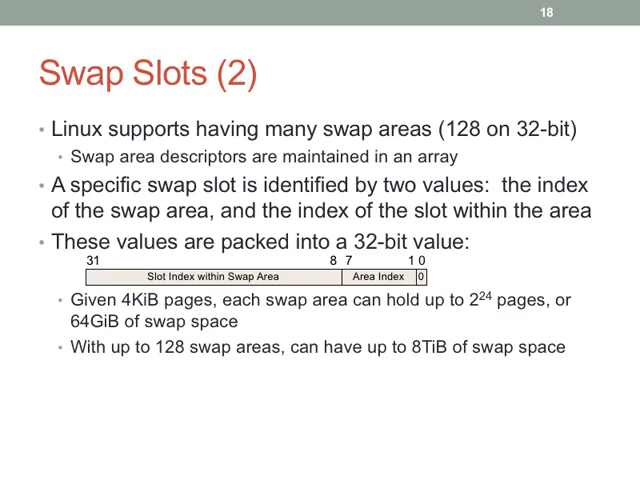 18
Swap Slots (2)
• Linux supports having many swap areas (128 on 32-bit)
• Swap area descriptors are maintained in an array
• A specific swap slot is identified by two values: the index
of the swap area, and the index of the slot within the area
• These values are packed into a 32-bit value:
31 8 7 1 0
Slot Index within Swap Area Area Index 0
• Given 4KiB pages, each swap area can hold up to 2²⁴ pages, or
64GiB of swap space
• With up to 128 swap areas, can have up to 8TiB of swap space